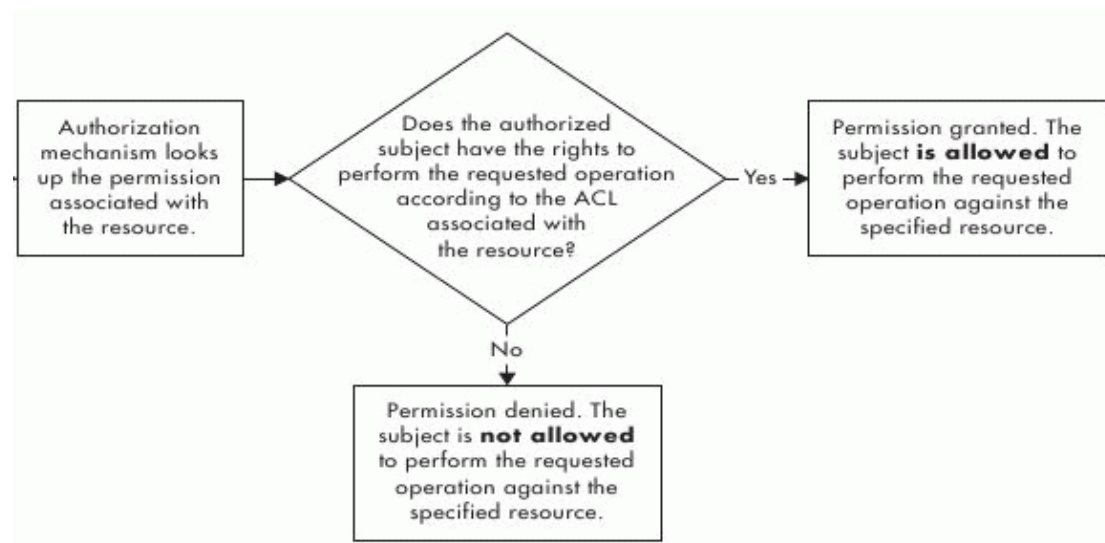 Authorization
mechanism looks
up the permission
associated with
the resource.
Does the authorized
subject have the rights to
perform the requested operation
according to the ACL
associated with
the resource?
Yes
Permission granted. The
subject is allowed to
perform the requested
operation against the
specified resource.
No
Permission denied. The
subject is not allowed
to perform the requested
operation against the
specified resource.